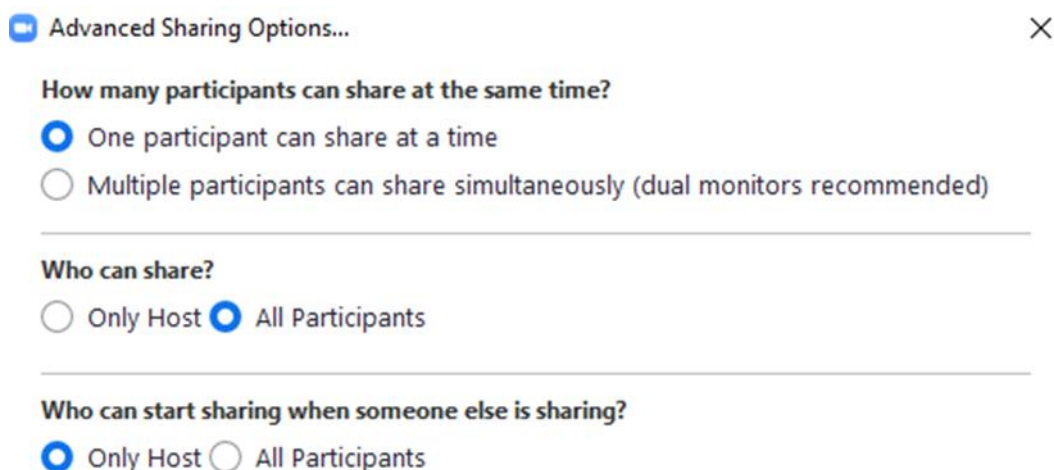 Advanced Sharing Options...
How many participants can share at the same time?
One participant can share at a time
Multiple participants can share simultaneously (dual monitors recommended)
Who can share?
Only Host All Participants
Who can start sharing when someone else is sharing?
Only Host All Participants